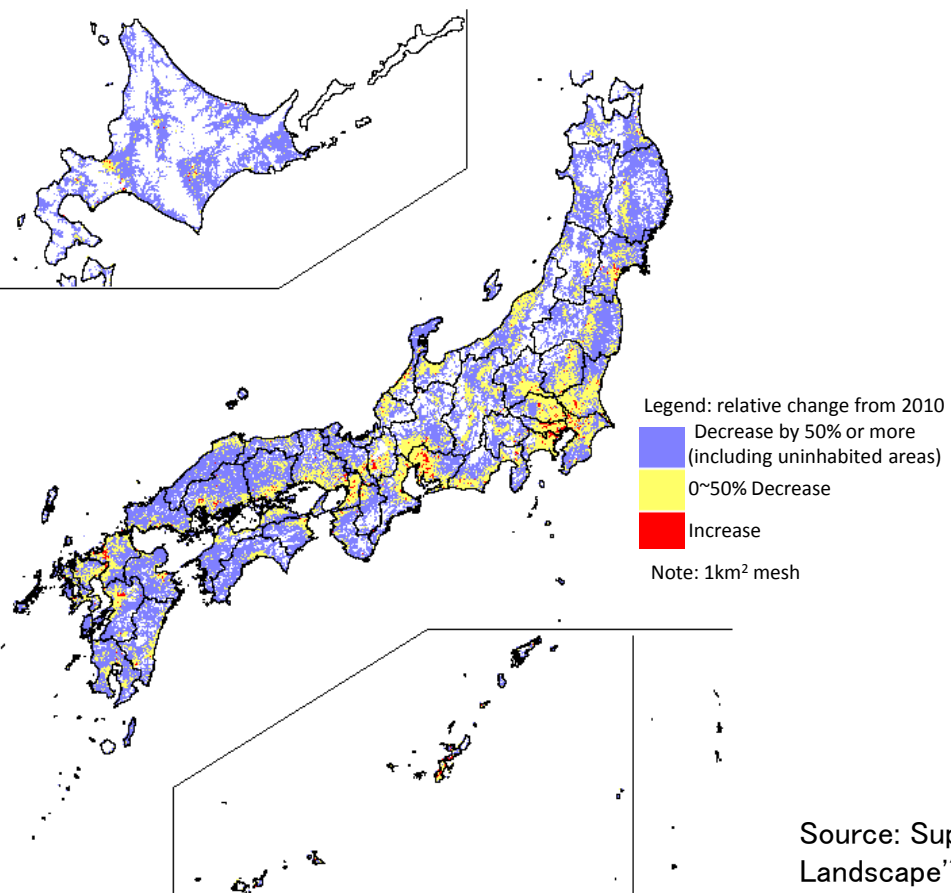 Legend: relative change from 2010
Decrease by 50% or more
(including uninhabited areas)
0~50% Decrease
Increase
Note: 1km² mesh
Source: Sup
Landscape"